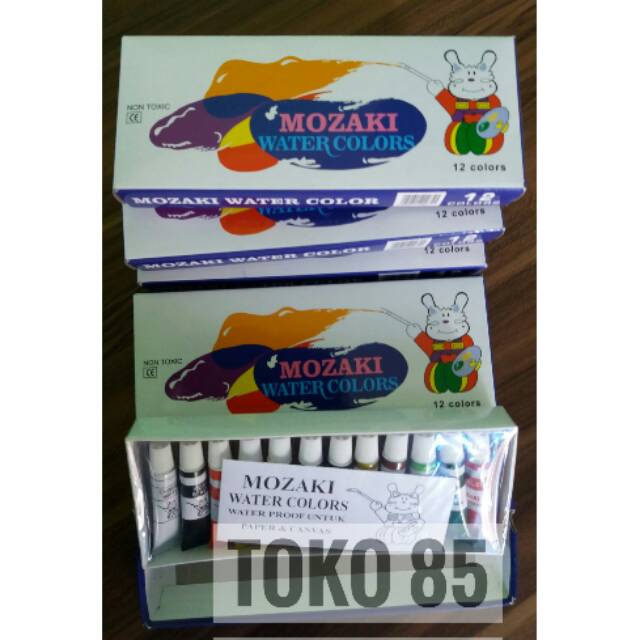 NON TOXIC
CE
MOZAKI
WATER COLORS
12 colors
MOZAKI WATER COLOR
12
COLORS
12 colors
MOZAKI WATER COLOR
12 colors
NON TOXIC
CE
MOZAKI
WATER COLORS
12 colors
MOZAKI
WATER COLORS
WATER PROOF UNTUK
PAPER & CANVAS
TOKO 85